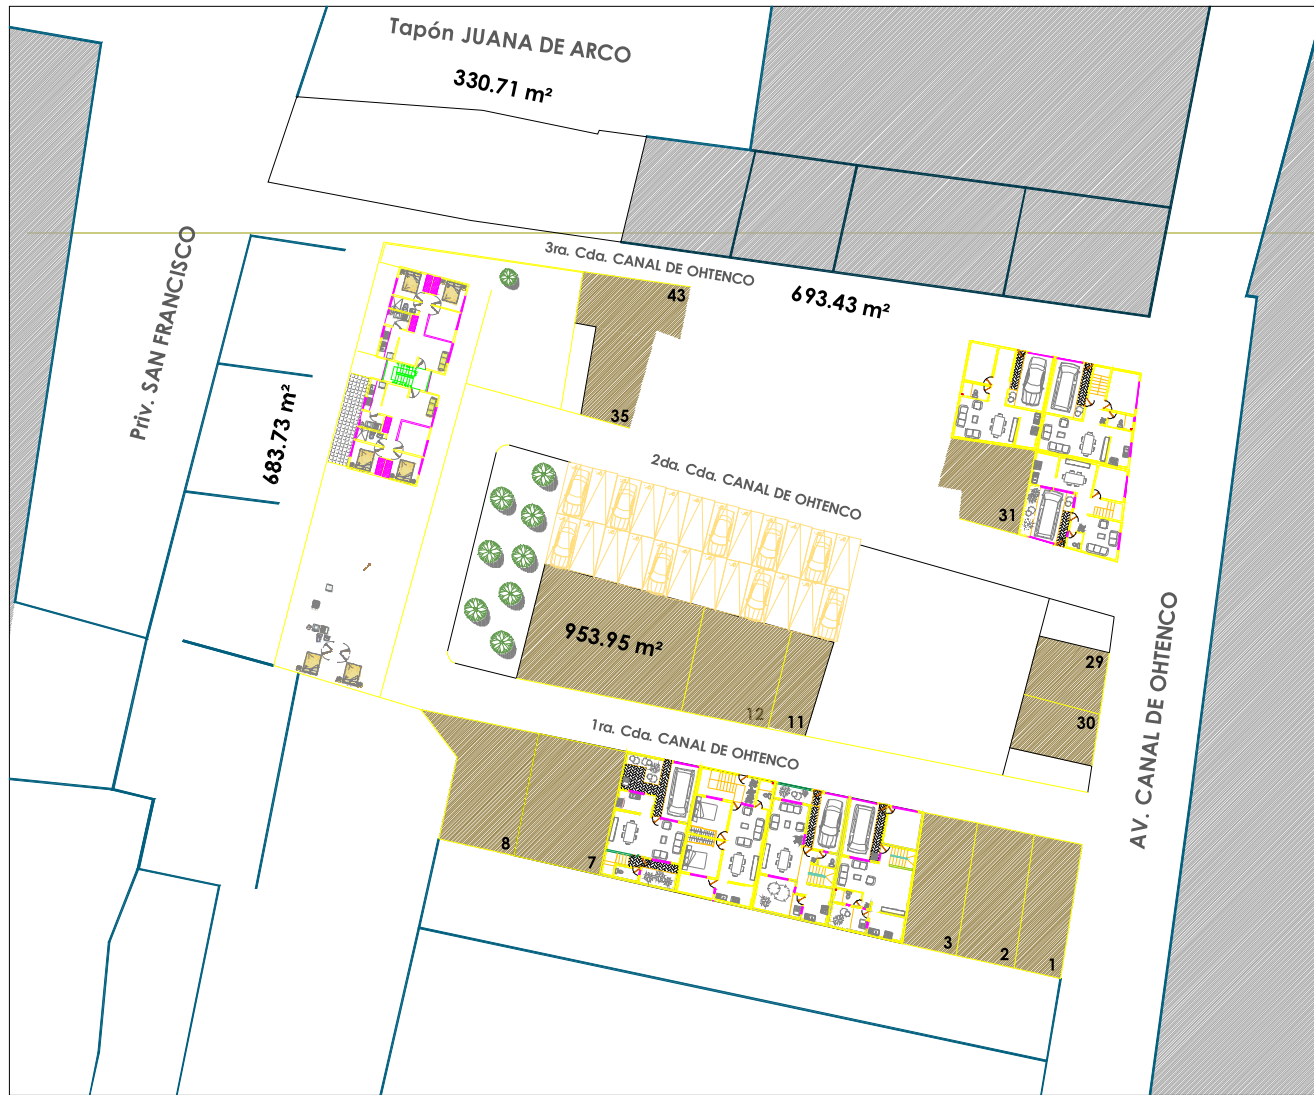 Tapón JUANA DE ARCO
330.71 m²
Priv. SAN FRANCISCO
3ra. Cda. CANAL DE OHTENCO
43
693.43 m²
683.73 m²
35
2da. Cda. CANAL DE OHTENCO
31
953.95 m²
29
30
12
11
AV. CANAL DE OHTENCO
1ra. Cda. CANAL DE OHTENCO
8
7
3
2
1